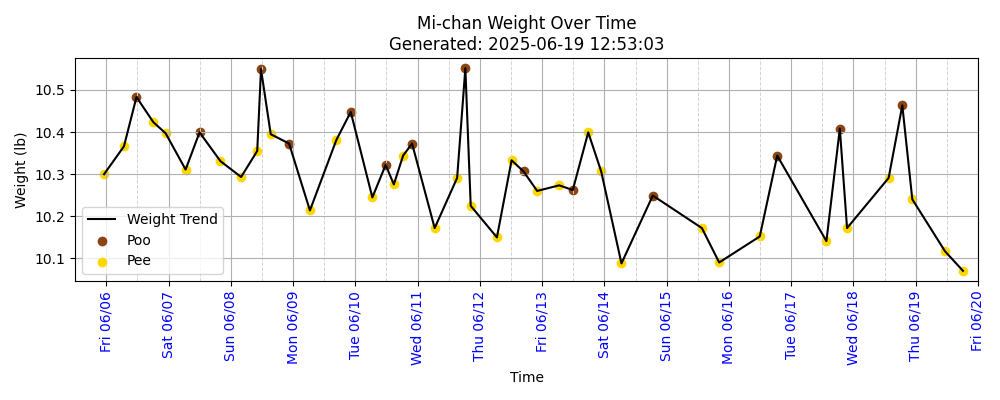 Mi-chan Weight Over Time
Generated: 2025-06-19 12:53:03
Weight (lb)
10.5
10.4
10.3
10.2
10.1
Weight Trend
Poo
Pee
Fri 06/06
Sat 06/07
Sun 06/08
Mon 06/09
Tue 06/10
Wed 06/11
Thu 06/12
Fri 06/13
Sat 06/14
Sun 06/15
Mon 06/16
Tue 06/17
Wed 06/18
Thu 06/19
Fri 06/20
Time